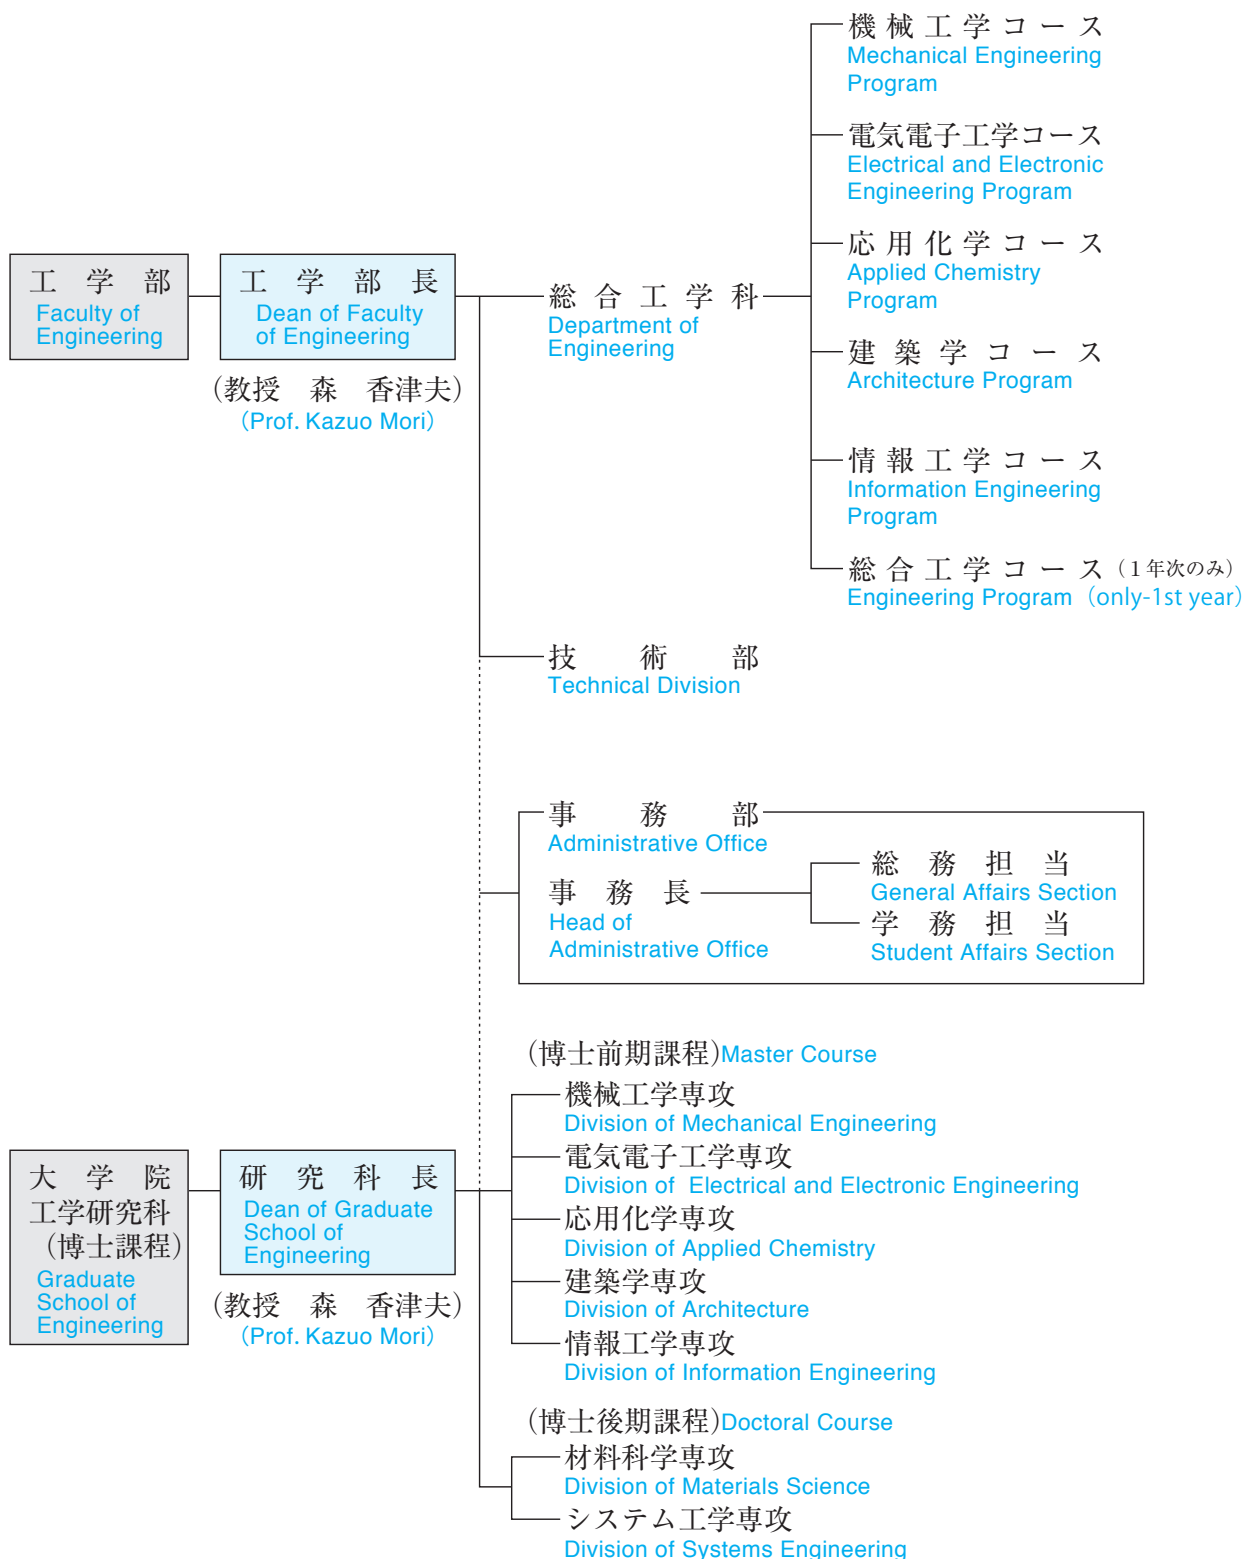 機械工学コース
Mechanical Engineering
Program
電気電子工学コース
Electrical and Electronic
Engineering Program
応用化学コース
Applied Chemistry
Program
建築学コース
Architecture Program
情報工学コース
Information Engineering
Program
総合工学コース（１年次のみ）
Engineering Program（only-1st year）
工学部
Faculty of
Engineering
工学部長
Dean of Faculty
of Engineering
（教授　森　香津夫）
（Prof. Kazuo Mori）
総合工学科
Department of
Engineering
技術部
Technical Division
事務部
Administrative Office
事務長
Head of
Administrative Office
総務担当
General Affairs Section
学務担当
Student Affairs Section
大学院
工学研究科
（博士課程）
Graduate
School of
Engineering
研究科長
Dean of Graduate
School of
Engineering
（教授　森　香津夫）
（Prof. Kazuo Mori）
（博士前期課程）Master Course
機械工学専攻
Division of Mechanical Engineering
電気電子工学専攻
Division of Electrical and Electronic Engineering
応用化学専攻
Division of Applied Chemistry
建築学専攻
Division of Architecture
情報工学専攻
Division of Information Engineering
（博士後期課程）Doctoral Course
材料科学専攻
Division of Materials Science
システム工学専攻
Division of Systems Engineering